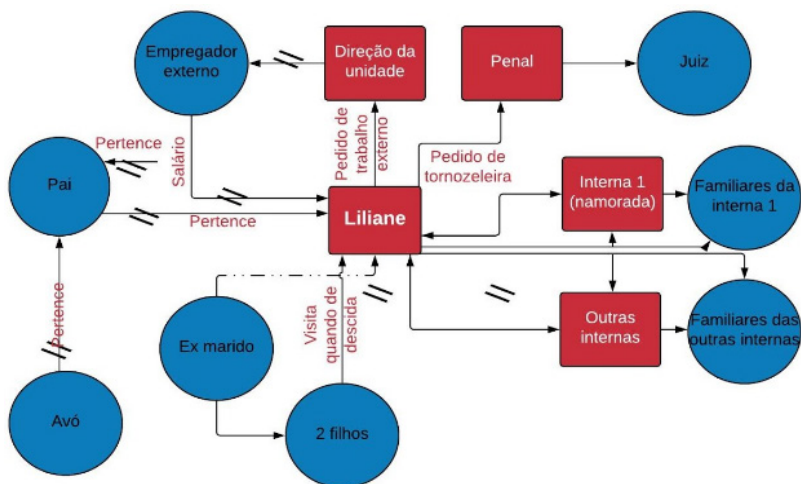 Empregador
externo
Direção da
unidade
Penal
Juiz
Pertence
Salário
Pedido de
trabalho
externo
Pedido de
tornozeleira
Pai
Pertence
Liliane
Interna 1
(namorada)
Familiares da
interna 1
Pertence
Visita
quando de
descida
Ex marido
Outras
internas
Familiares das
outras internas
Avó
2 filhos